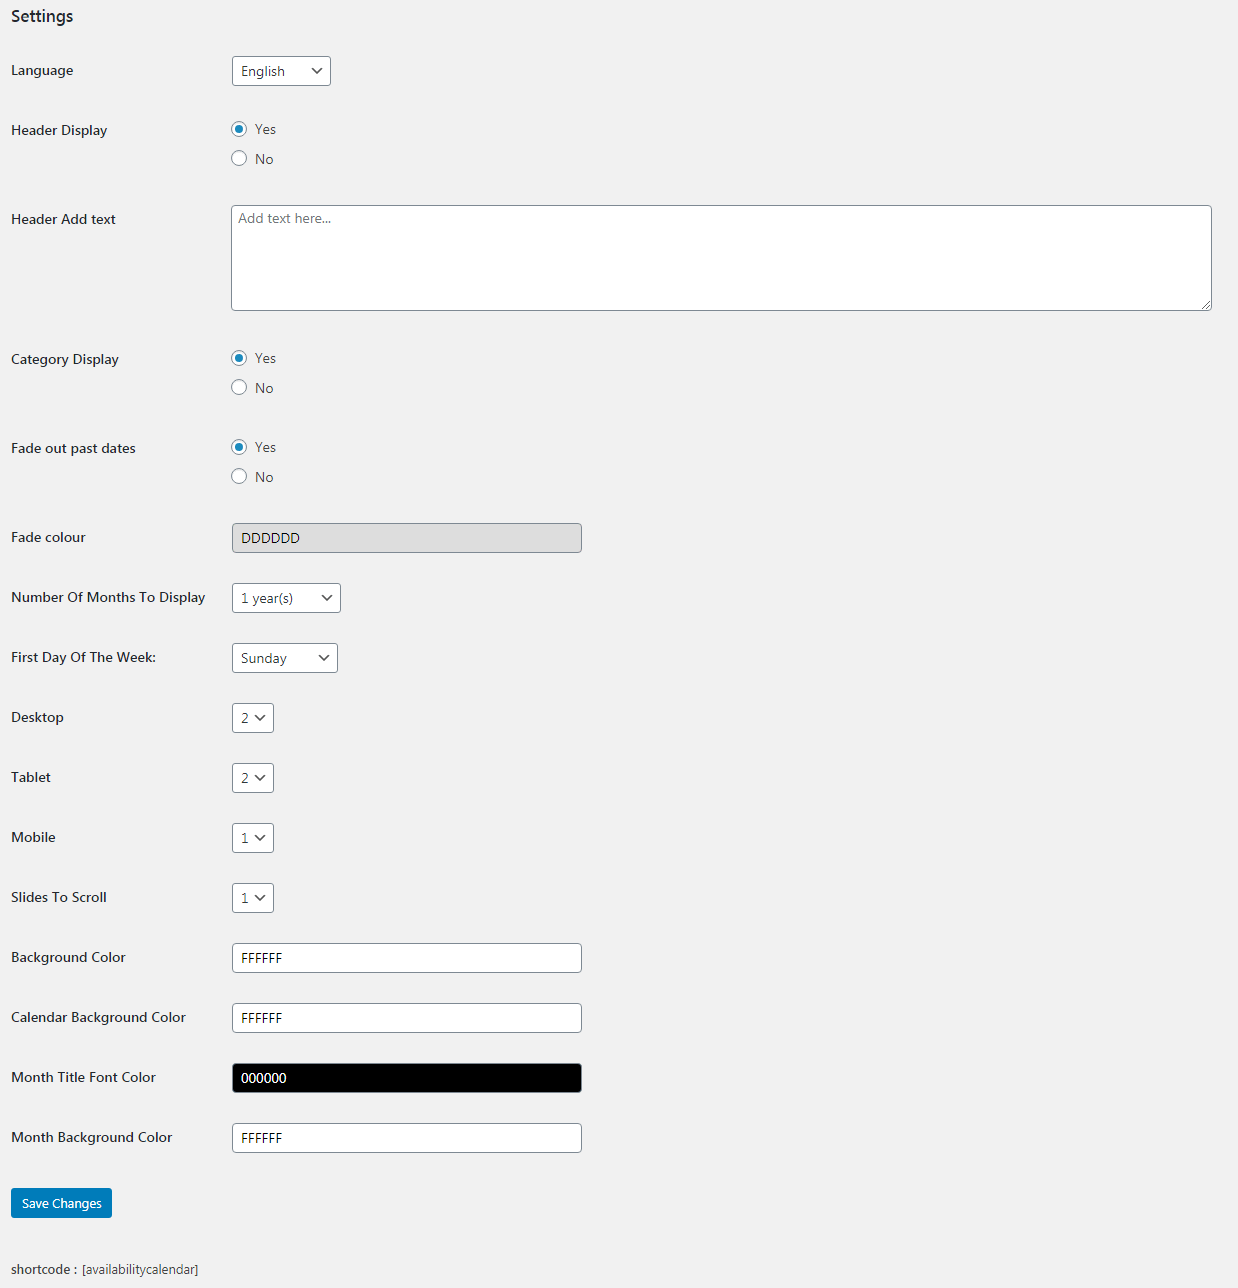 Settings
Language
English
Header Display
Yes
No
Header Add text
Add text here...
Category Display
Yes
No
Fade out past dates
Yes
No
Fade colour
DDDDDD
Number Of Months To Display
1 year(s)
First Day Of The Week:
Sunday
Desktop
2
Tablet
2
Mobile
1
Slides To Scroll
1
Background Color
FFFFFF
Calendar Background Color
FFFFFF
Month Title Font Color
000000
Month Background Color
FFFFFF
Save Changes
shortcode : [availabilitycalendar]